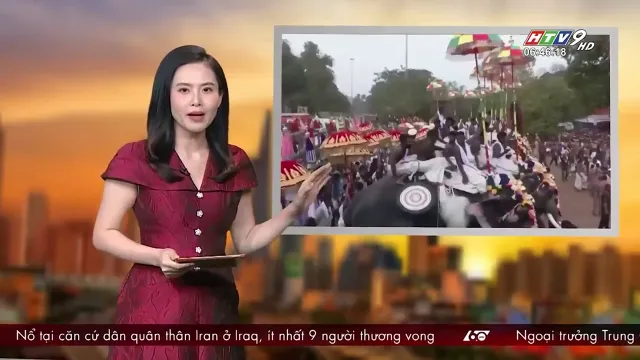 HTV9 HD
06:46:18
Nổ tại căn cứ dân quân thân Iran ở Iraq, ít nhất 9 người thương vong
60
Ngoại trưởng Trung